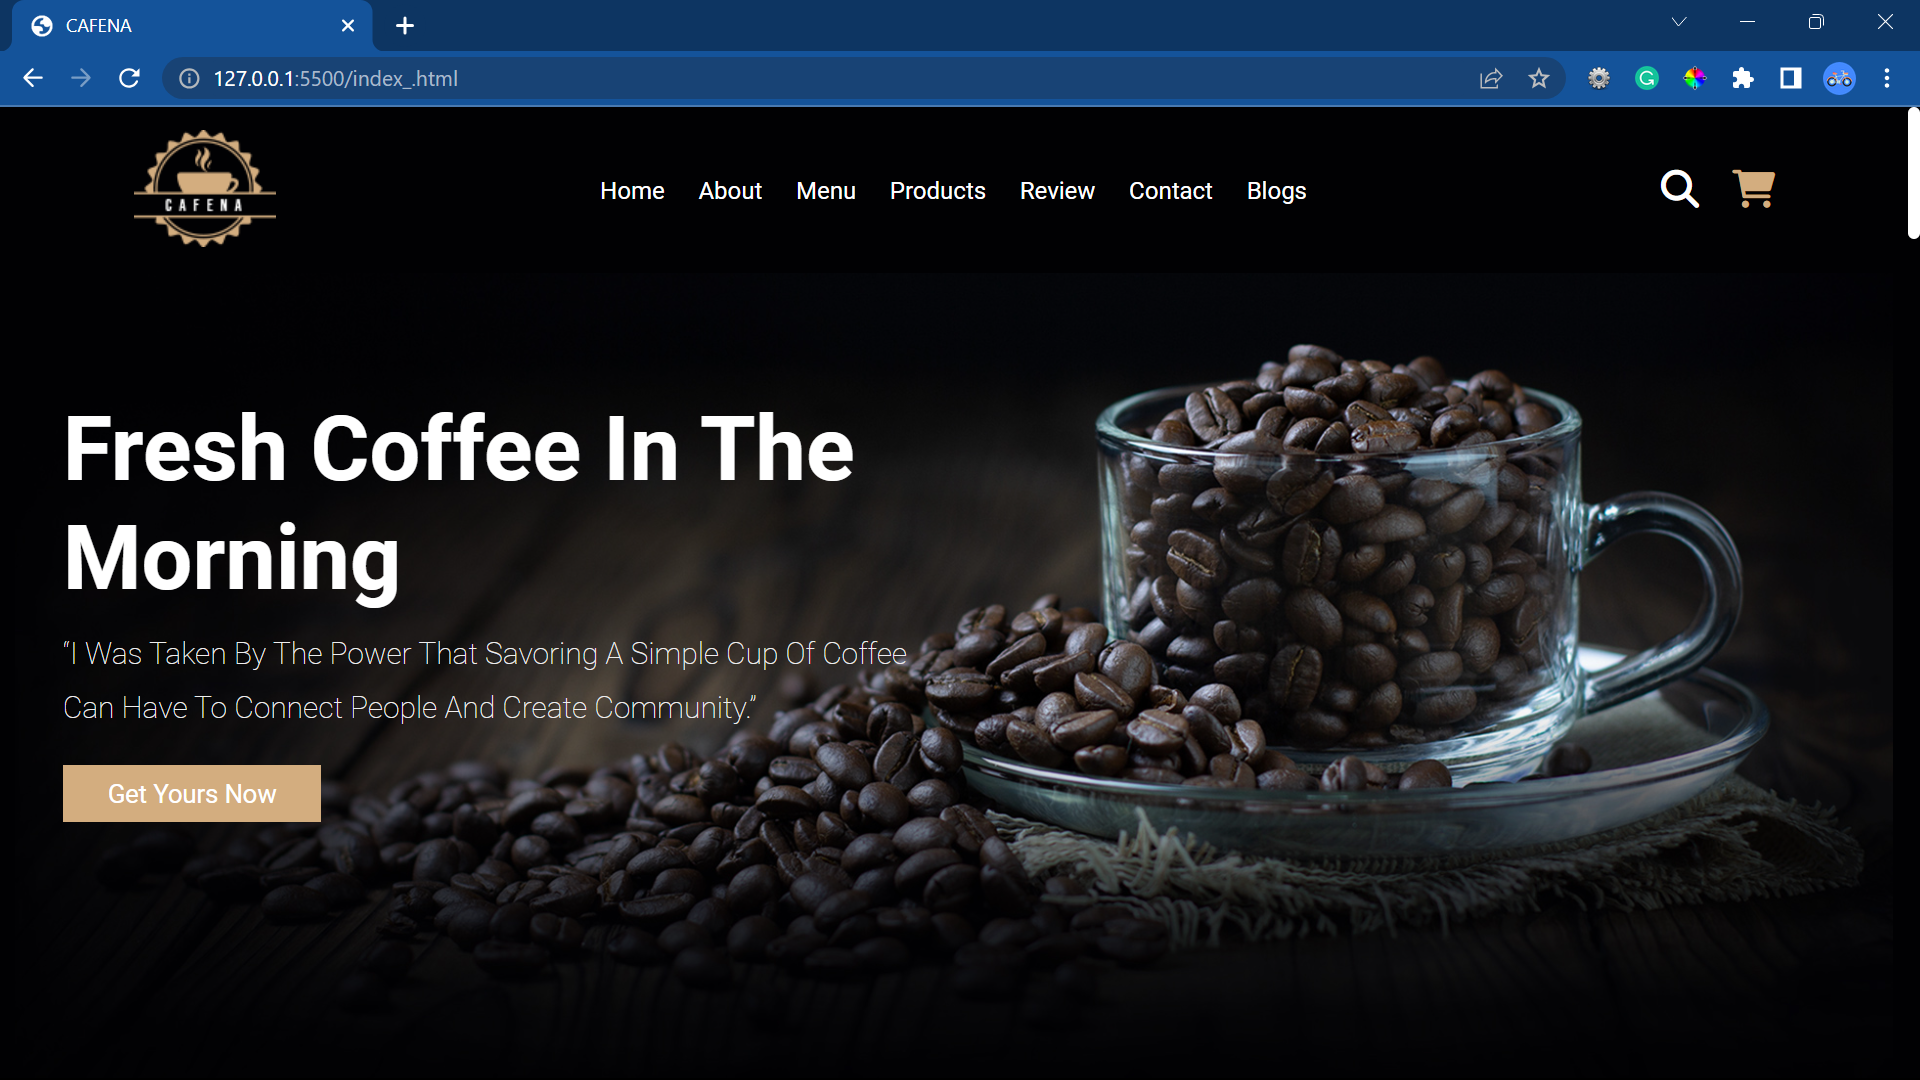 CAFENA
127.0.0.1:5500/index_.html
CAFENA
Home About Menu Products Review Contact Blogs
Fresh Coffee In The
Morning
“I Was Taken By The Power That Savoring A Simple Cup Of Coffee
Can Have To Connect People And Create Community.”
Get Yours Now